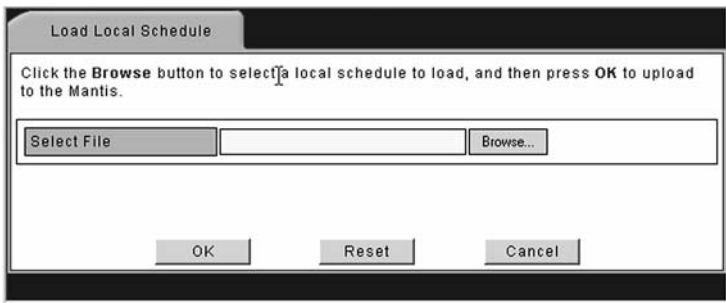 Load Local Schedule
Click the Browse button to select a local schedule to load, and then press OK to upload
to the Mantis.
Select File
Browse...
OK
Reset
Cancel